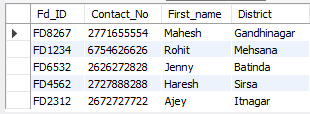 Fd_ID Contact_No First_name District
FD8267 2771655554 Mahesh Gandhinagar
FD1234 6754626626 Rohit Mehsana
FD6532 2626272828 Jenny Batinda
FD4562 2727888288 Haresh Sirsa
FD2312 2672727722 Ajey Itnagar